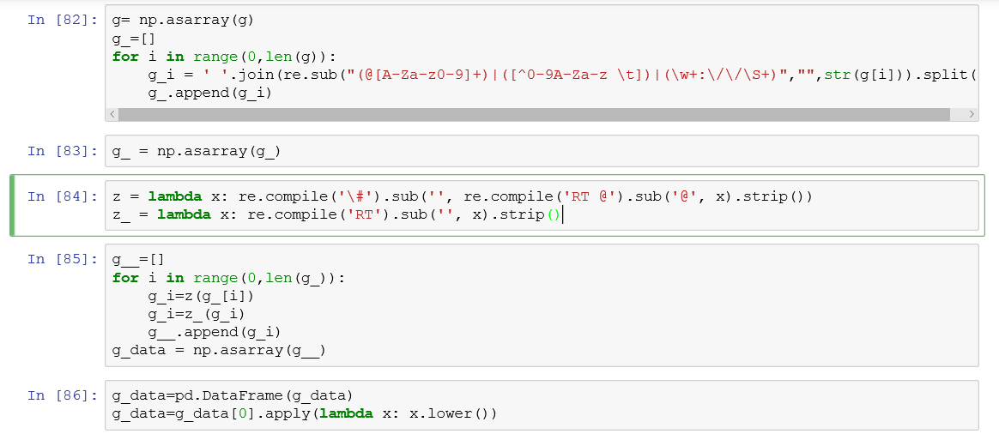 In [82]: g= np.asarray(g)
g_=[]
for i in range(0,len(g)):
    g_i = ' '.join(re.sub("(@[A-Za-z0-9]+)|([^0-9A-Za-z \t])|(\w+:\/\/\S+)","",str(g[i])).split(
    g_.append(g_i)
In [83]: g_ = np.asarray(g_)
In [84]: z = lambda x: re.compile('\#').sub('', re.compile('RT @').sub('@', x).strip())
z_ = lambda x: re.compile('RT').sub('', x).strip()
In [85]: g__=[]
for i in range(0,len(g_)):
    g_i=z(g_[i])
    g_i=z_(g_i)
    g__.append(g_i)
g_data = np.asarray(g__)
In [86]: g_data=pd.DataFrame(g_data)
g_data=g_data[0].apply(lambda x: x.lower())